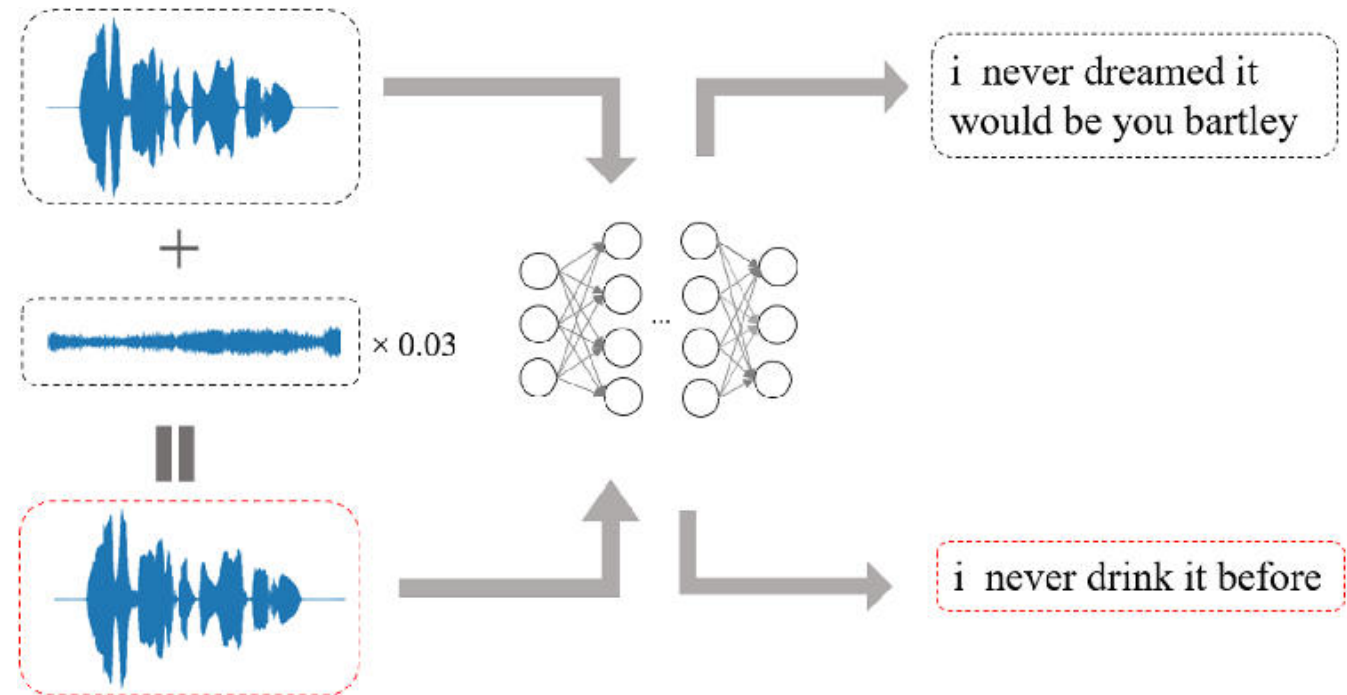 i never dreamed it
would be you bartley
+
× 0.03
...
i never drink it before